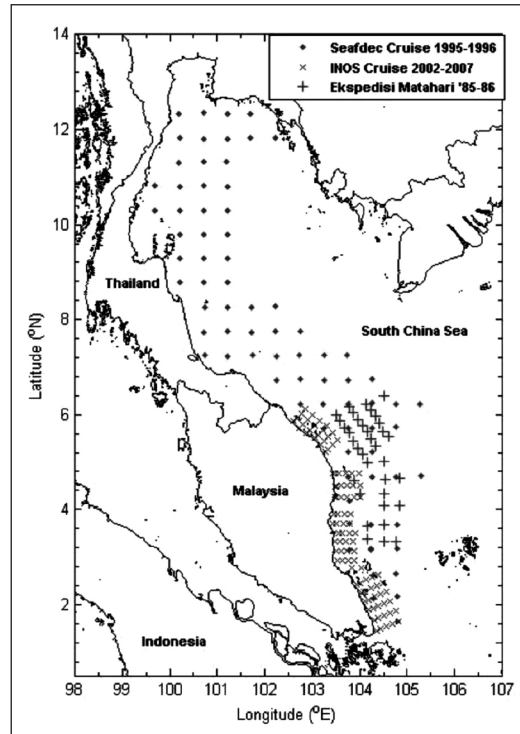 14
12
10
8
6
4
2
Latitude (°N)
Seafdec Cruise 1995-1996
INOS Cruise 2002-2007
Ekspedisi Matahari '85-86
Thailand
South China Sea
Malaysia
Indonesia
98 99 100 101 102 103 104 105 106 107
Longitude (°E)